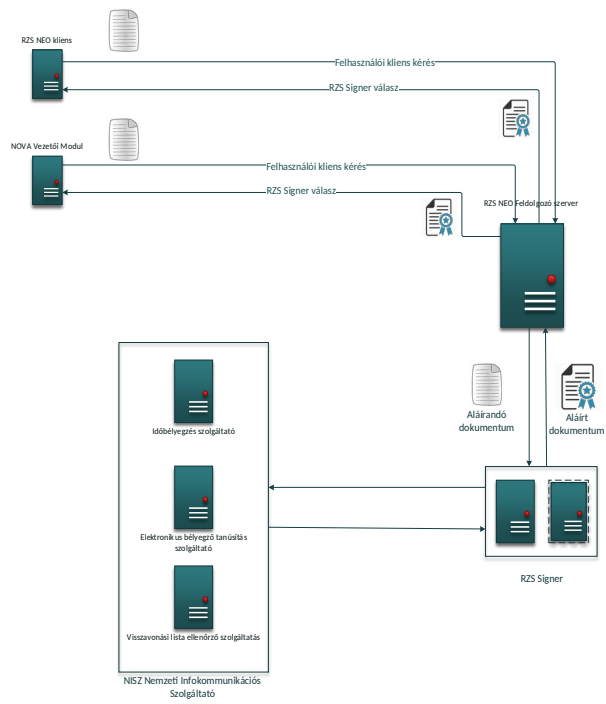 RZS NEO kliens
Felhasználói kliens kérés
RZS Signer válasz
NOVA Vezetői Modul
Felhasználói kliens kérés
RZS Signer válasz
RZS NEO Feldolgozó szerver
Aláírandó
dokumentum
Aláírt
dokumentum
Időbélyegzés szolgáltató
Elektronikus bélyegző tanúsítás
szolgáltató
Visszavonási lista ellenőrző szolgáltatás
RZS Signer
NISZ Nemzeti Infokommunikációs
Szolgáltató